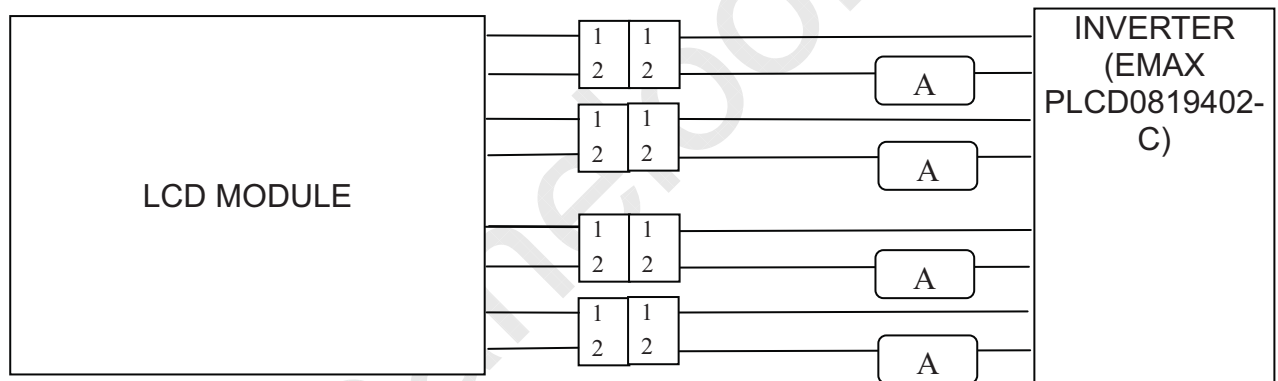 LCD MODULE
1 1
2 2
1 1
2 2
1 1
2 2
1 1
2 2
A
A
A
A
INVERTER
(EMAX
PLCD0819402-
C)